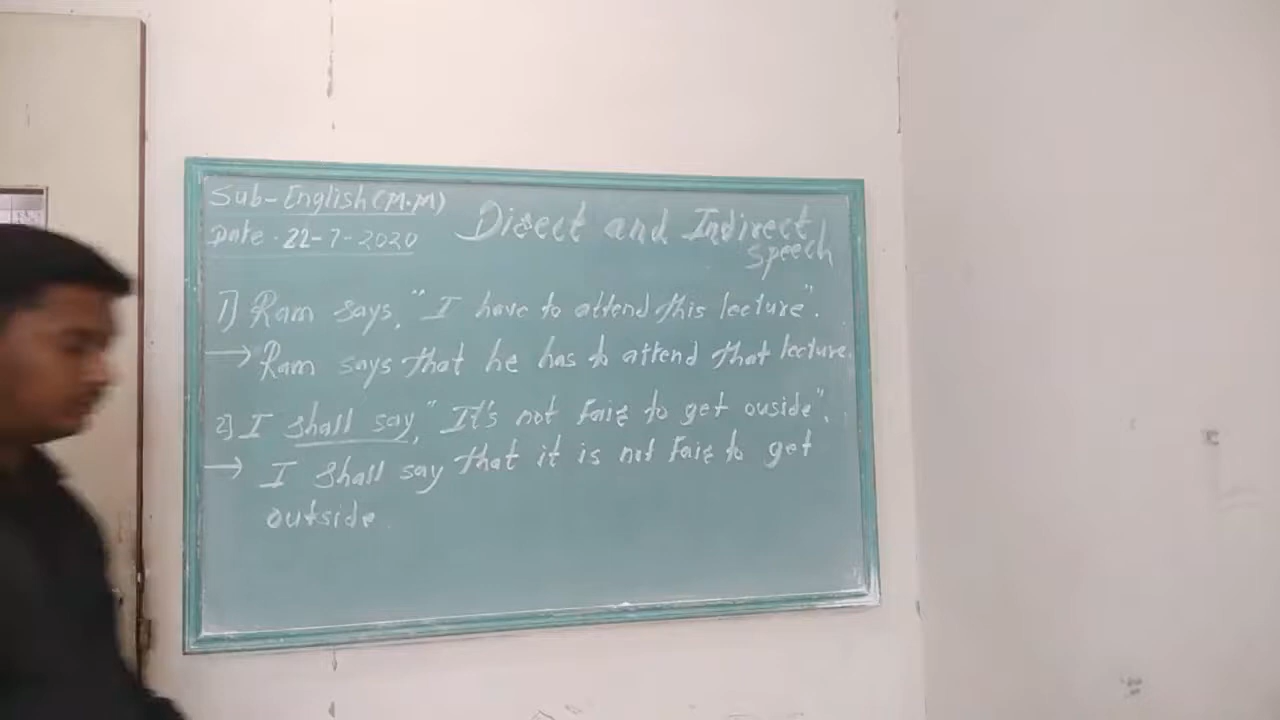 Sub-English(M.M)
Date. 22-7-2020
Direct and Indirect
Speech
1] Ram says, "I have to attend this lecture".
→ Ram says that he has to attend that lecture.
2] I shall say, "It's not fair to get ouside".
→ I shall say that it is not fair to get
outside.